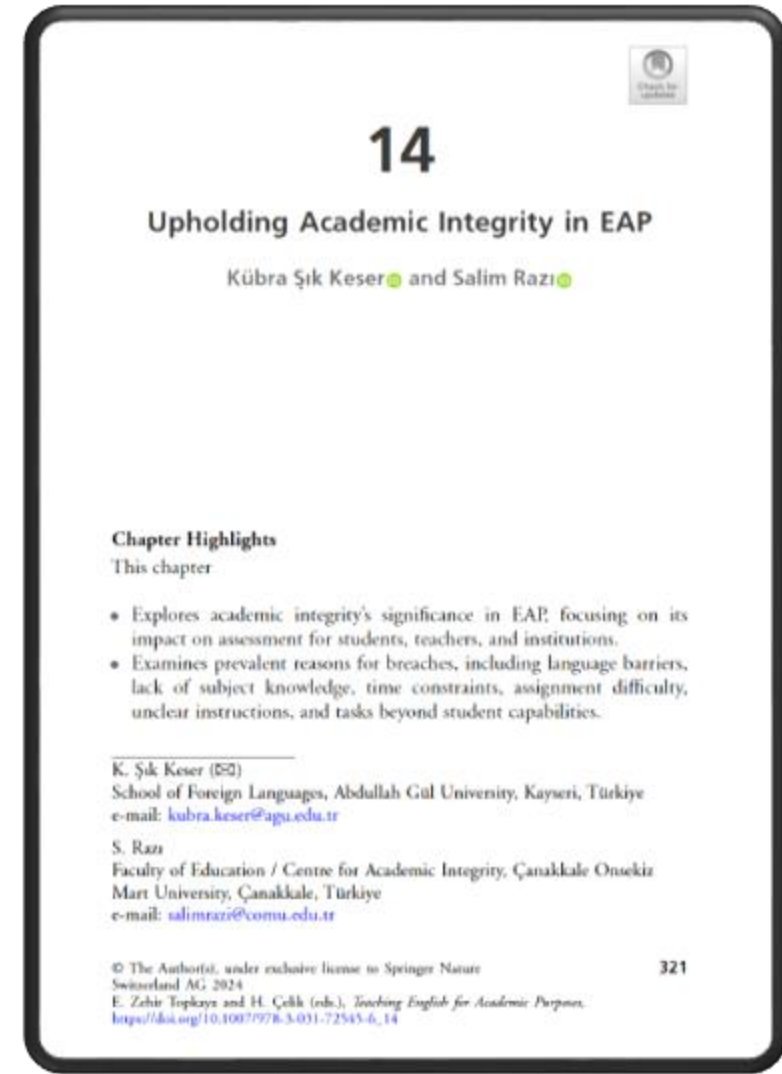 Check for
updates
14
Upholding Academic Integrity in EAP
Kübra Şık Keser and Salim Razı
Chapter Highlights
This chapter
• Explores academic integrity's significance in EAP, focusing on its
impact on assessment for students, teachers, and institutions.
• Examines prevalent reasons for breaches, including language barriers,
lack of subject knowledge, time constraints, assignment difficulty,
unclear instructions, and tasks beyond student capabilities.
K. Şık Keser (✉)
School of Foreign Languages, Abdullah Gül University, Kayseri, Türkiye
e-mail: kubra.keser@agu.edu.tr
S. Razı
Faculty of Education / Centre for Academic Integrity, Çanakkale Onsekiz
Mart University, Çanakkale, Türkiye
e-mail: salimrazi@comu.edu.tr
© The Author(s), under exclusive license to Springer Nature
Switzerland AG 2024
321
E. Zehir Topkaya and H. Çelik (eds.), Teaching English for Academic Purposes,
https://doi.org/10.1007/978-3-031-72545-6_14